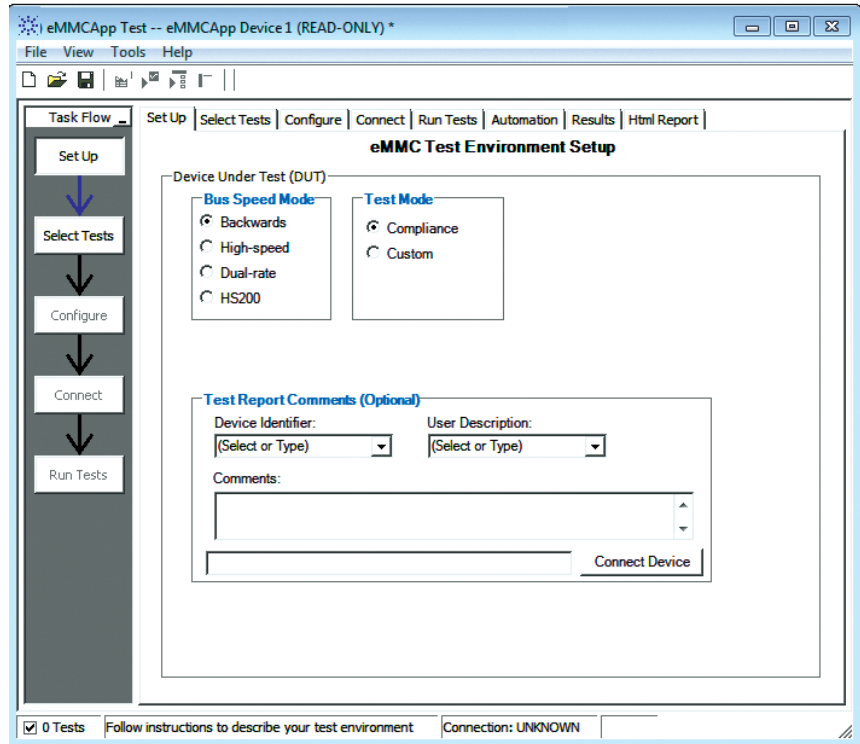 eMMCApp Test -- eMMCApp Device 1 (READ-ONLY) *
File View Tools Help
Task Flow
Set Up
Select Tests
Configure
Connect
Run Tests
Set Up Select Tests Configure Connect Run Tests Automation Results Html Report
eMMC Test Environment Setup
Device Under Test (DUT)
Bus Speed Mode
Backwards
High-speed
Dual-rate
HS200
Test Mode
Compliance
Custom
Test Report Comments (Optional)
Device Identifier:
(Select or Type)
User Description:
(Select or Type)
Comments:
Connect Device
0 Tests
Follow instructions to describe your test environment
Connection: UNKNOWN